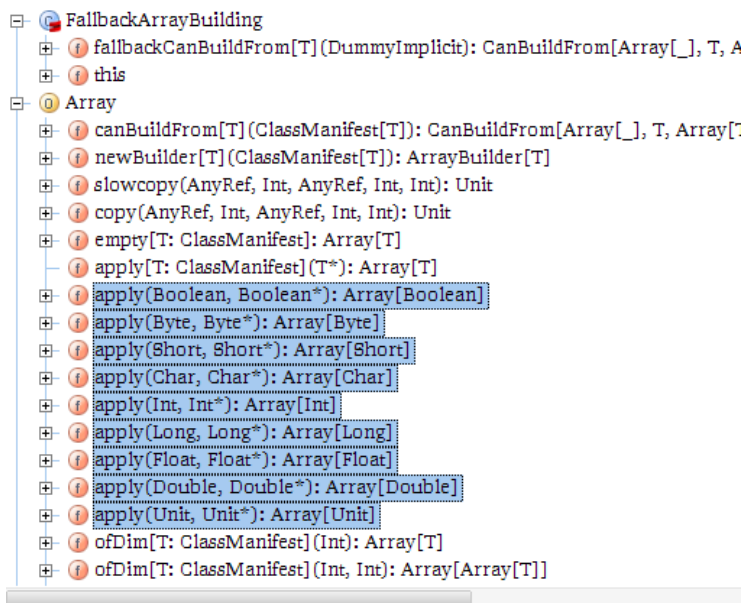 FallbackArrayBuilding
fallbackCanBuildFrom[T](DummyImplicit): CanBuildFrom[Array[_], T, A
this
Array
canBuildFrom[T](ClassManifest[T]): CanBuildFrom[Array[_], T, Array[T
newBuilder[T](ClassManifest[T]): ArrayBuilder[T]
slowcopy(AnyRef, Int, AnyRef, Int, Int): Unit
copy(AnyRef, Int, AnyRef, Int, Int): Unit
empty[T: ClassManifest]: Array[T]
apply[T: ClassManifest](T*): Array[T]
apply(Boolean, Boolean*): Array[Boolean]
apply(Byte, Byte*): Array[Byte]
apply(Short, Short*): Array[Short]
apply(Char, Char*): Array[Char]
apply(Int, Int*): Array[Int]
apply(Long, Long*): Array[Long]
apply(Float, Float*): Array[Float]
apply(Double, Double*): Array[Double]
apply(Unit, Unit*): Array[Unit]
ofDim[T: ClassManifest](Int): Array[T]
ofDim[T: ClassManifest](Int, Int): Array[Array[T]]